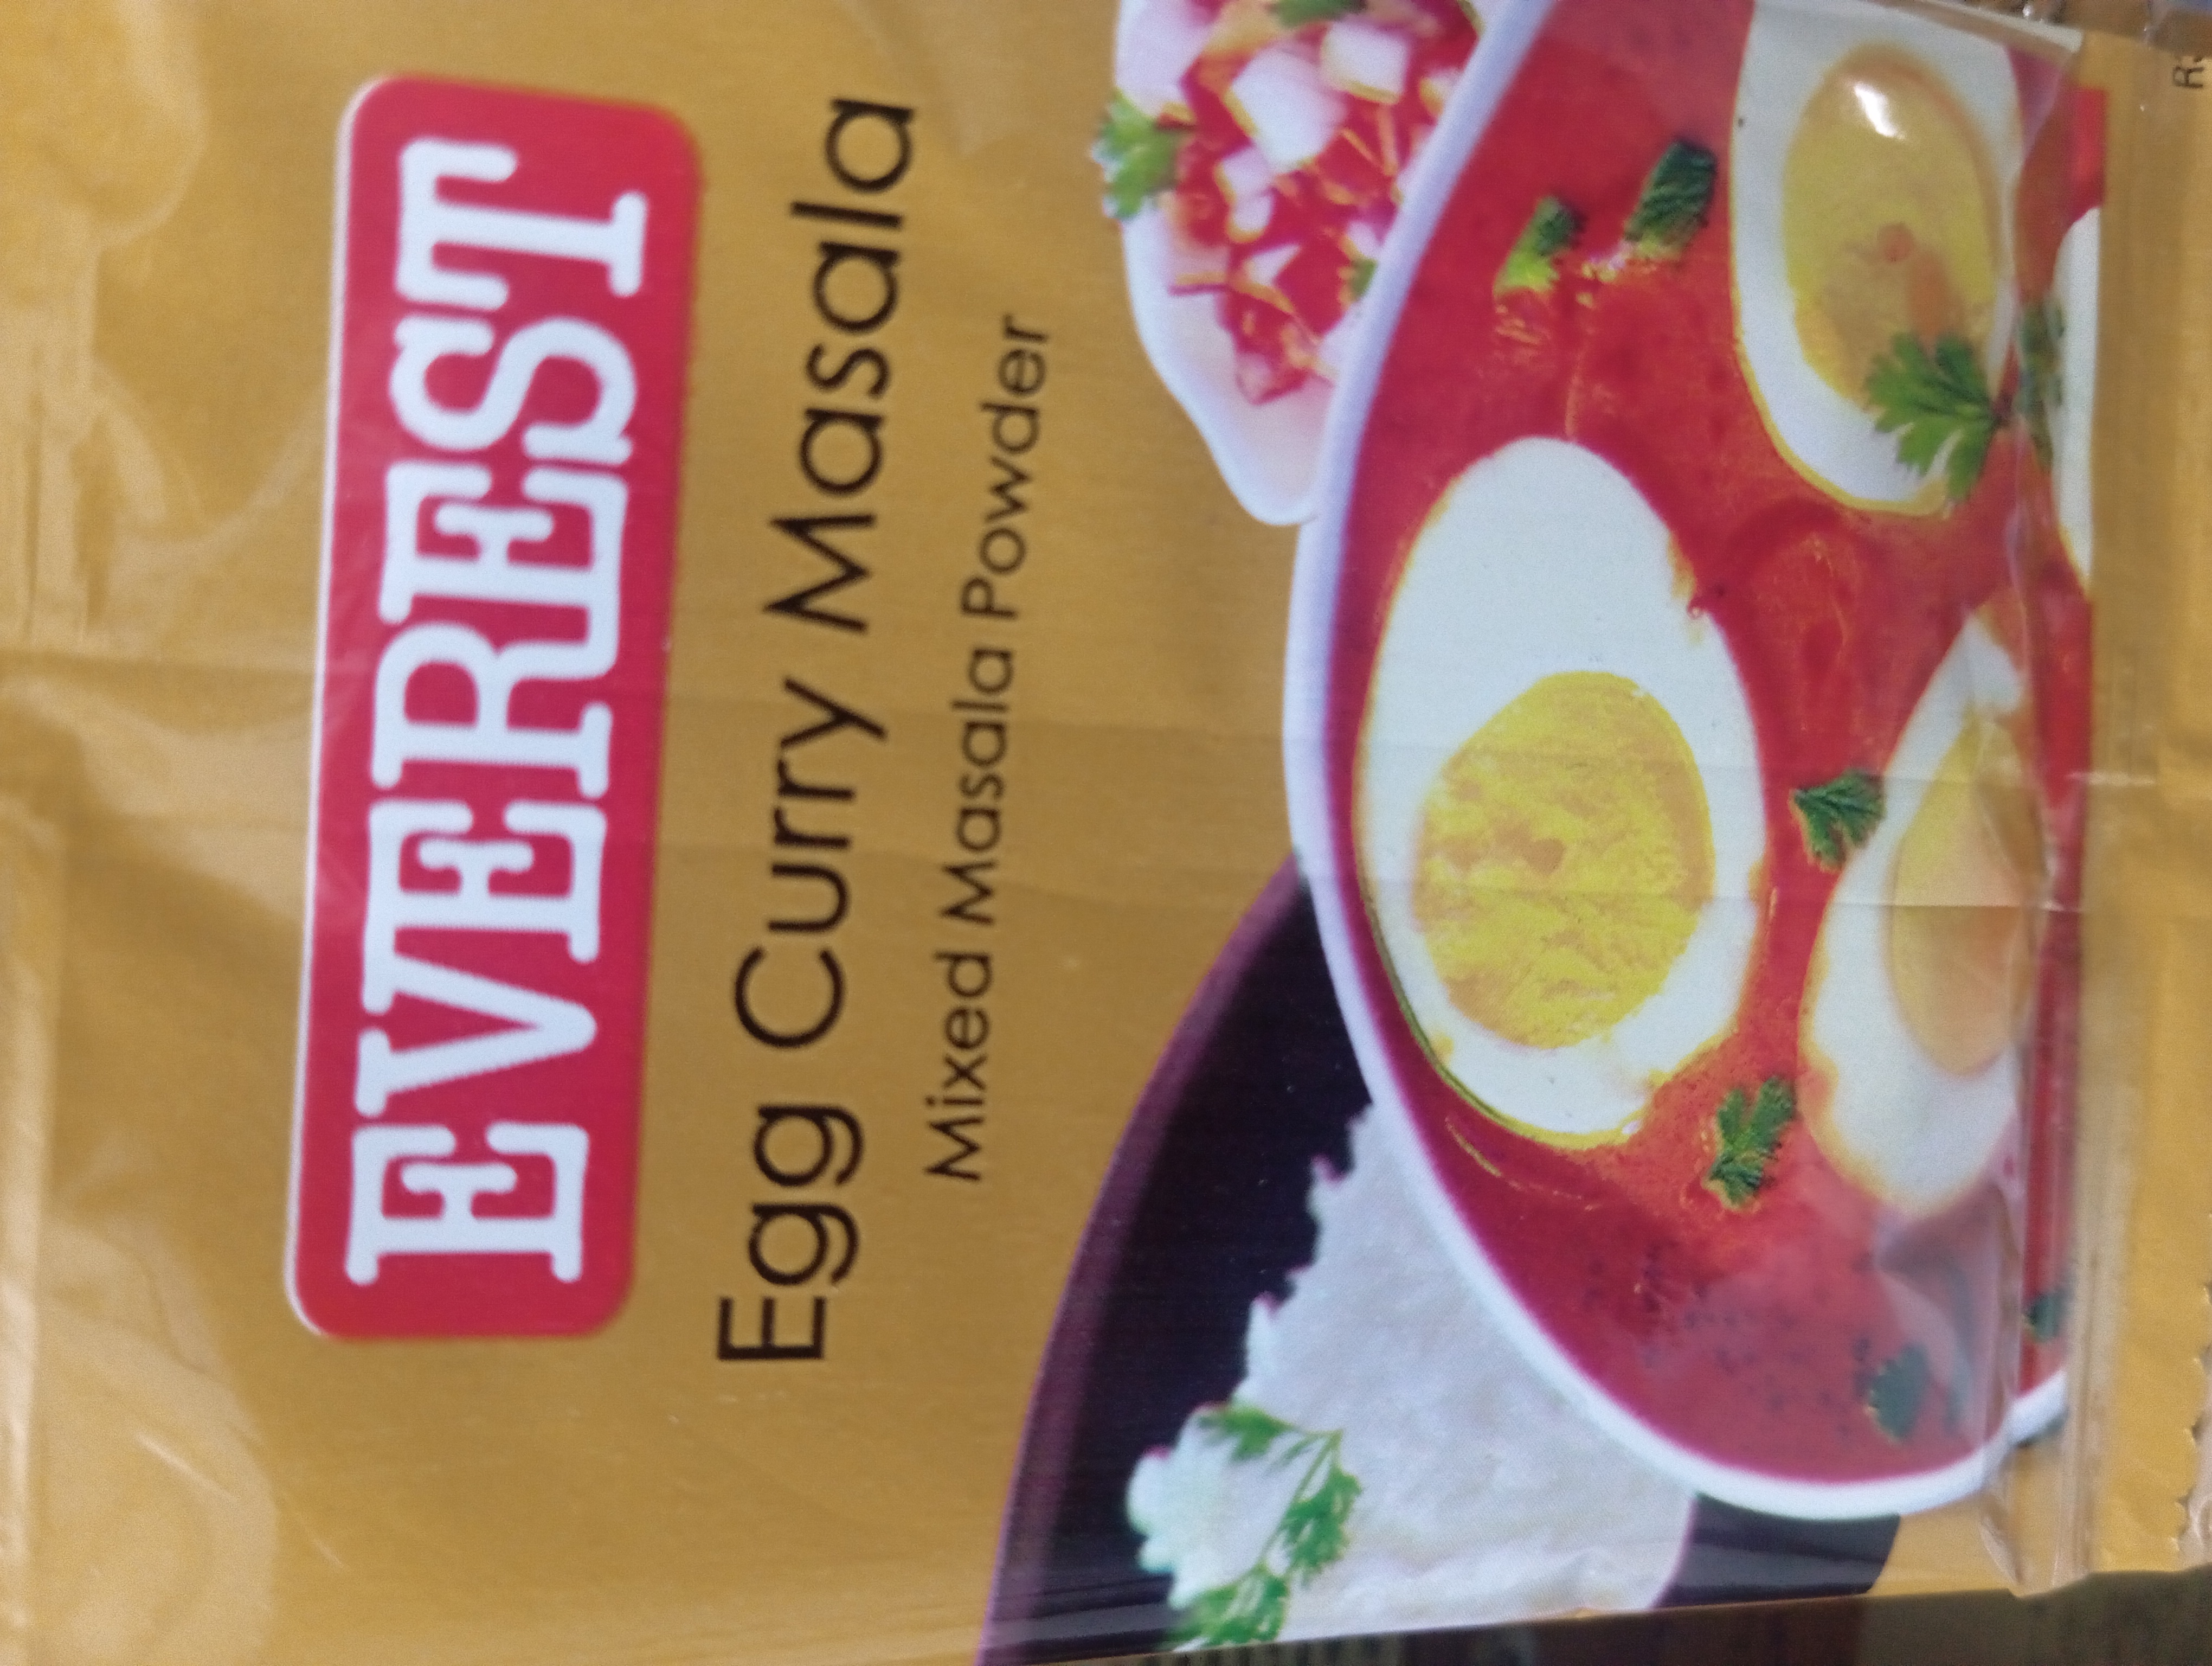 EVEREST
Egg Curry Masala
Mixed Masala Powder